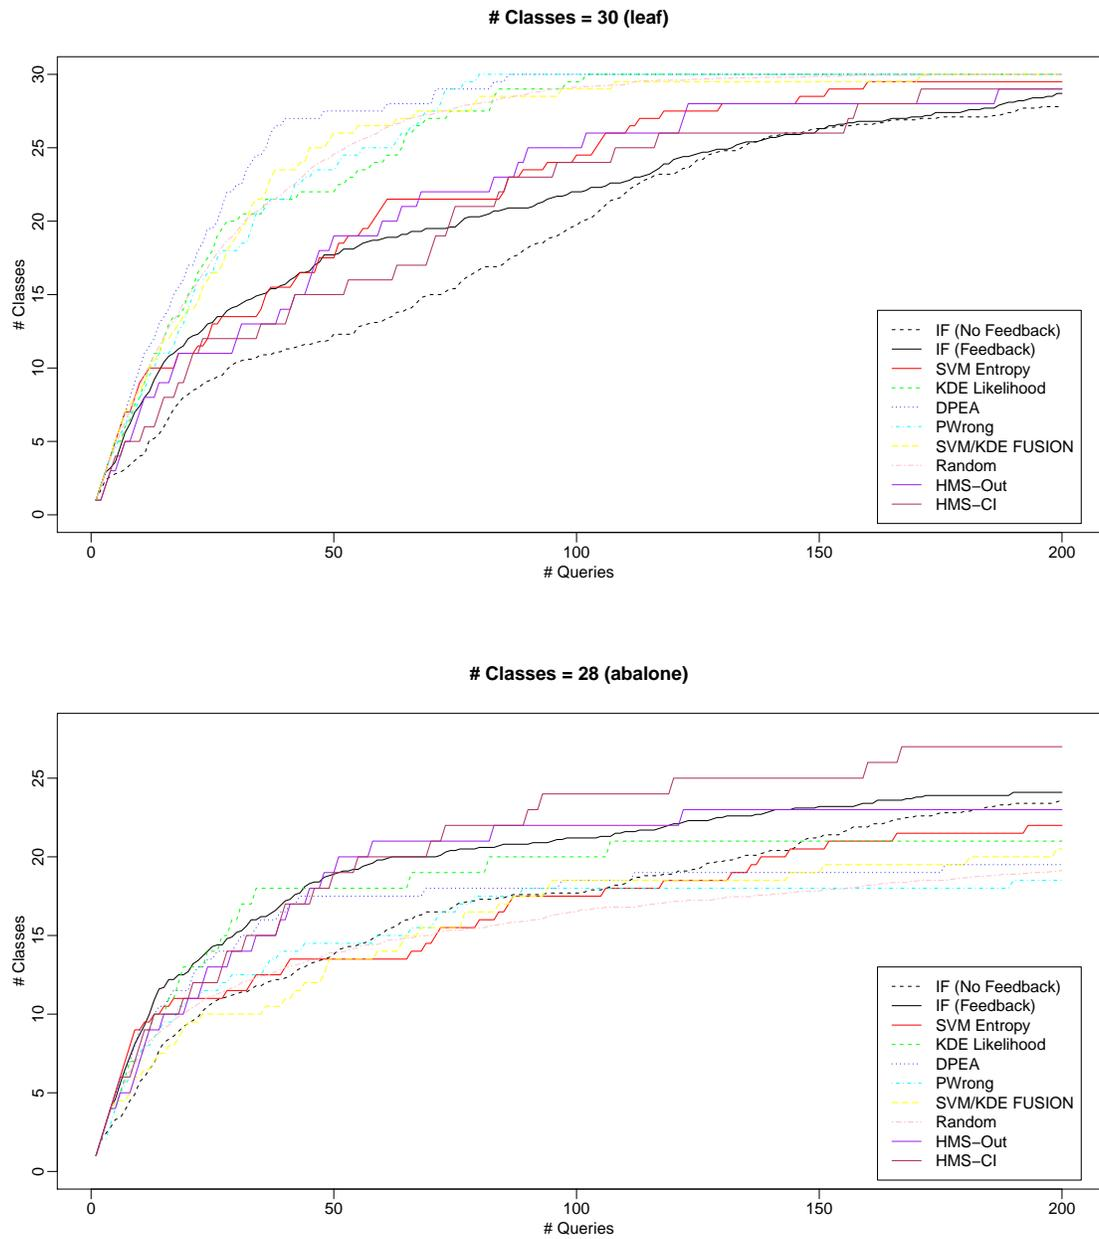 # Classes = 30 (leaf)
# Classes
30
25
20
15
10
5
0
IF (No Feedback)
IF (Feedback)
SVM Entropy
KDE Likelihood
DPEA
PWrong
SVM/KDE FUSION
Random
HMS−Out
HMS−CI
0 50 100 150 200
# Queries
# Classes = 28 (abalone)
# Classes
25
20
15
10
5
0
IF (No Feedback)
IF (Feedback)
SVM Entropy
KDE Likelihood
DPEA
PWrong
SVM/KDE FUSION
Random
HMS−Out
HMS−CI
0 50 100 150 200
# Queries